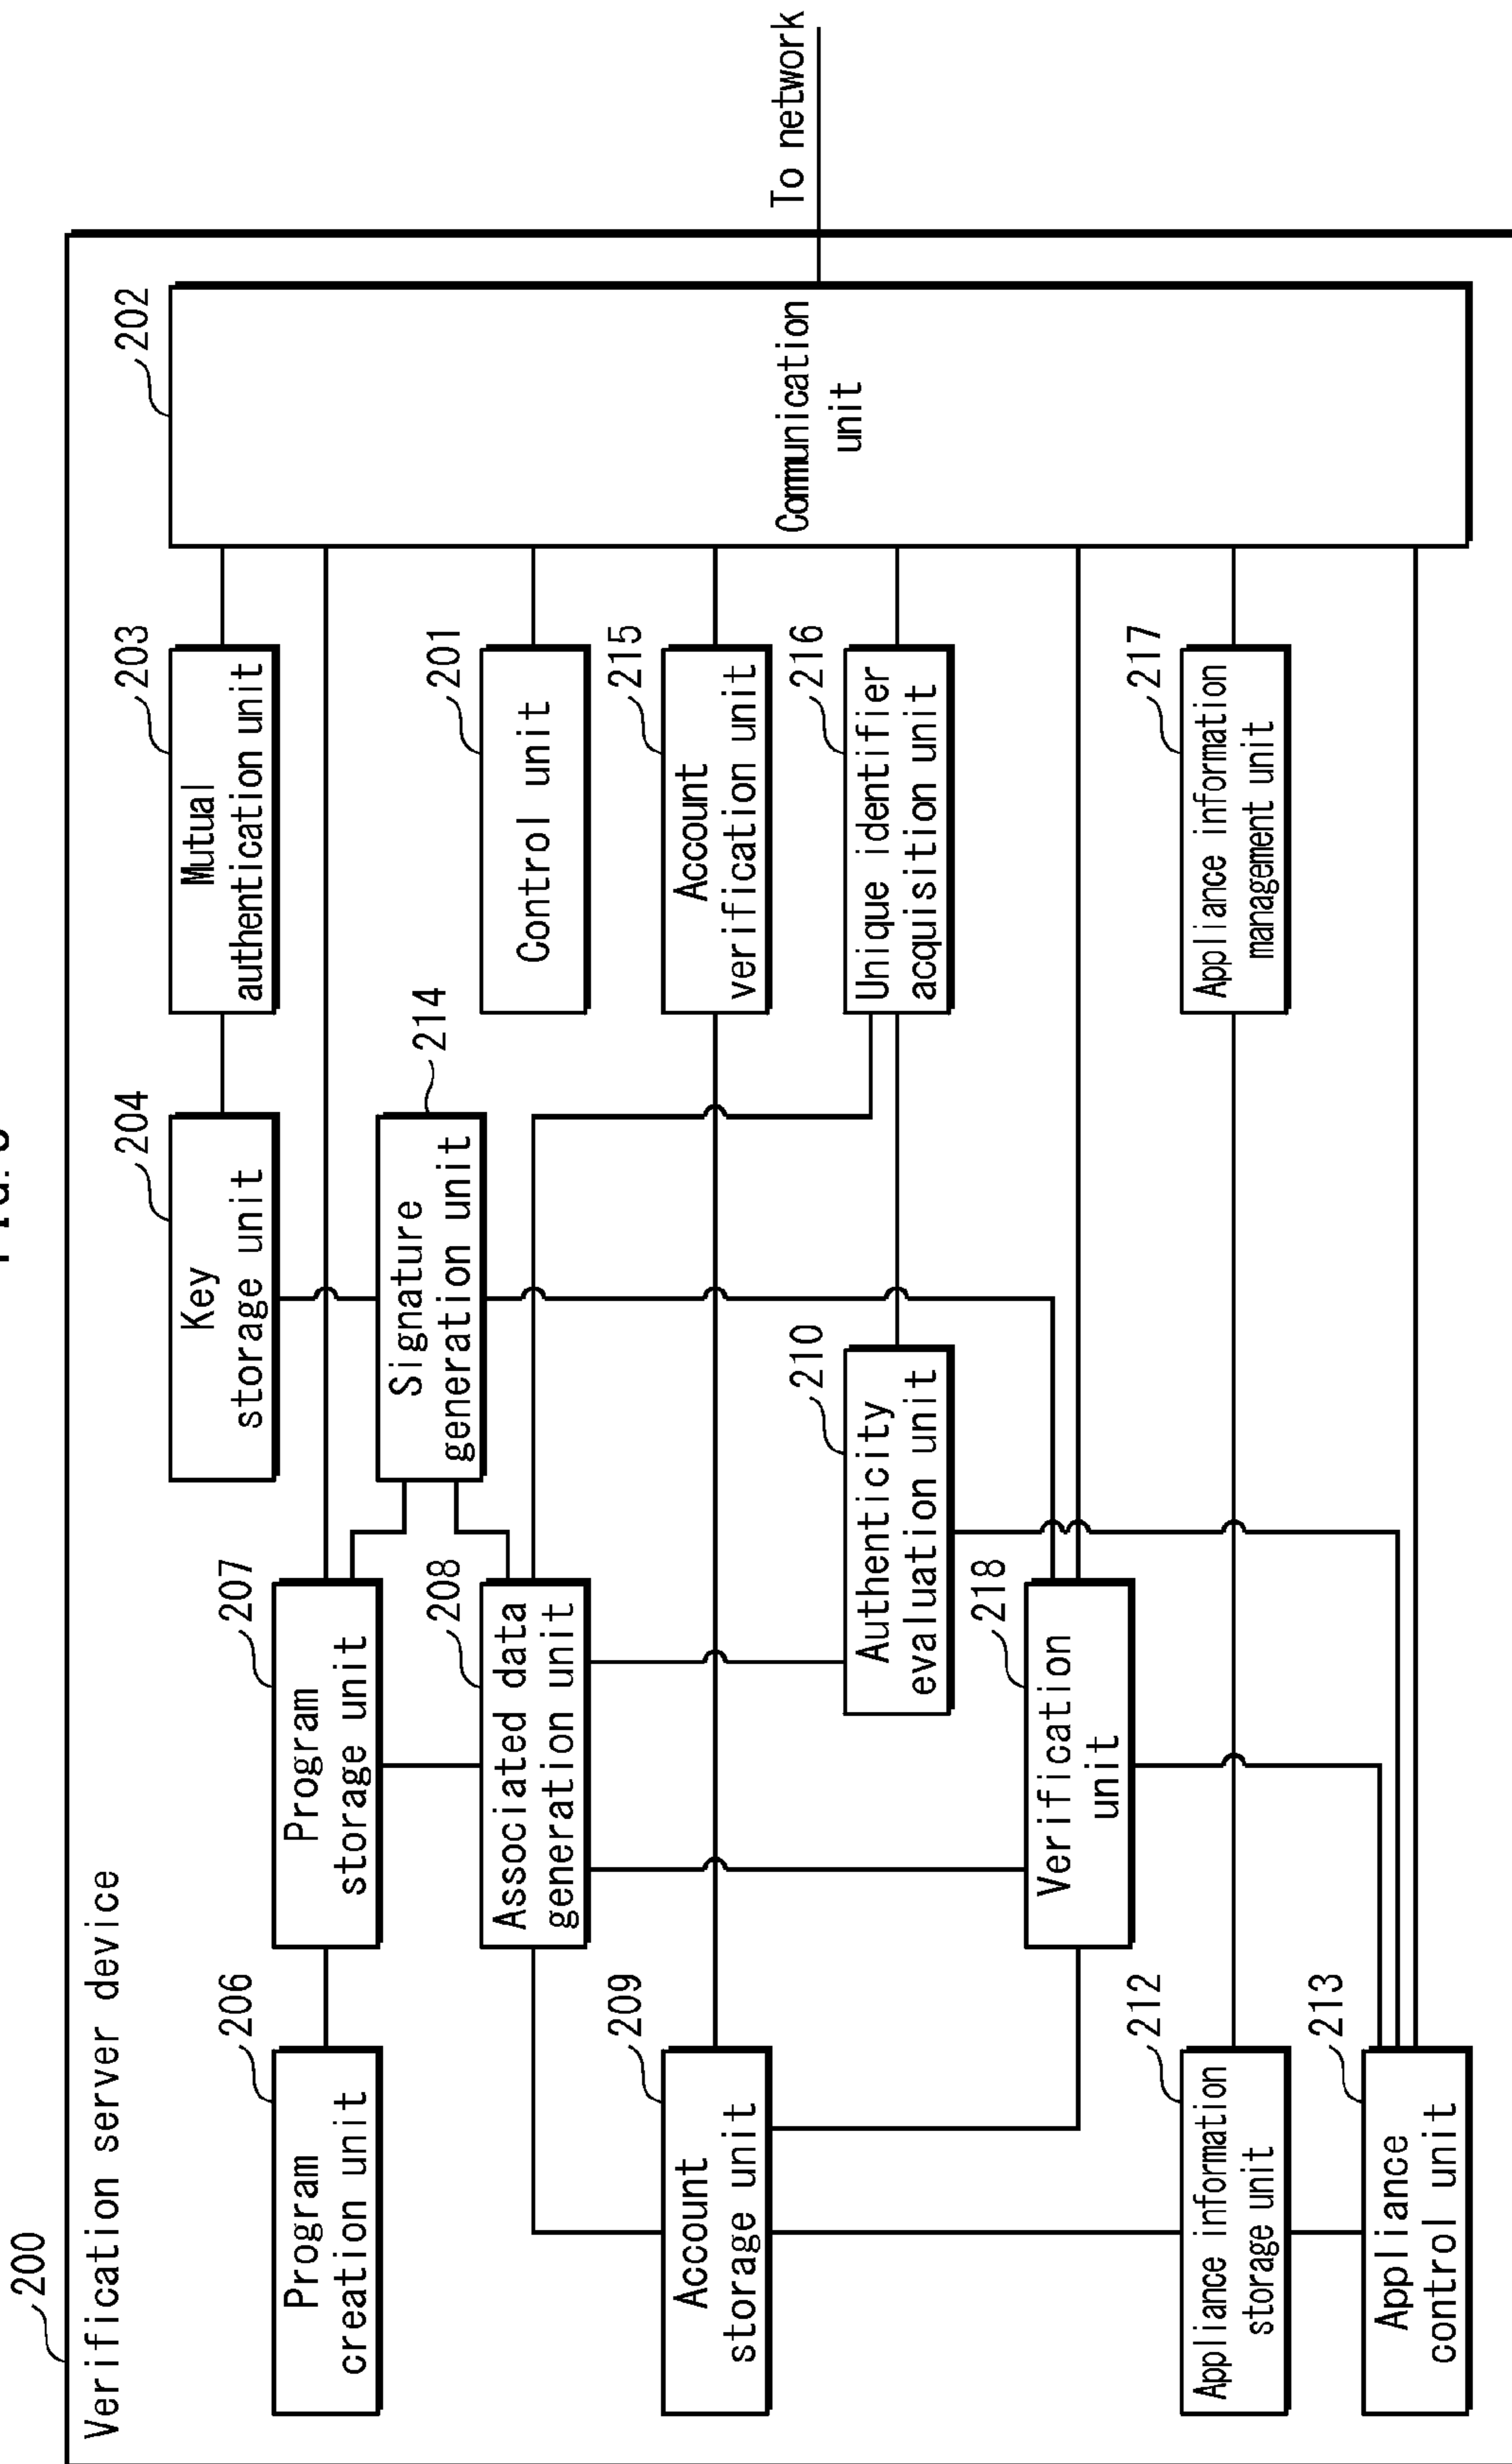 200
Verification server device
206
Program
creation unit
207
Program
storage unit
204
Key
storage unit
203
Mutual
authentication unit
202
Communication
unit
To network
214
Signature
generation unit
208
Associated data
generation unit
201
Control unit
209
Account
storage unit
215
Account
verification unit
210
Authenticity
evaluation unit
216
Unique identifier
acquisition unit
218
Verification
unit
212
Appliance information
storage unit
217
Appliance information
management unit
213
Appliance
control unit